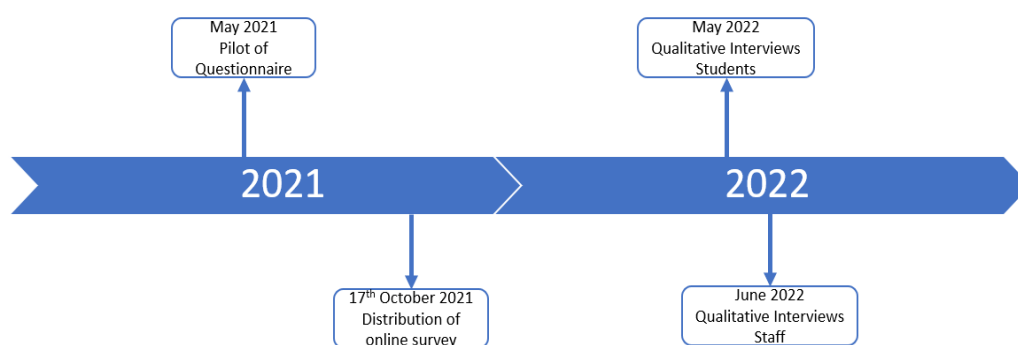 May 2021
Pilot of
Questionnaire
May 2022
Qualitative Interviews
Students
2021
2022
17th October 2021
Distribution of
online survey
June 2022
Qualitative Interviews
Staff